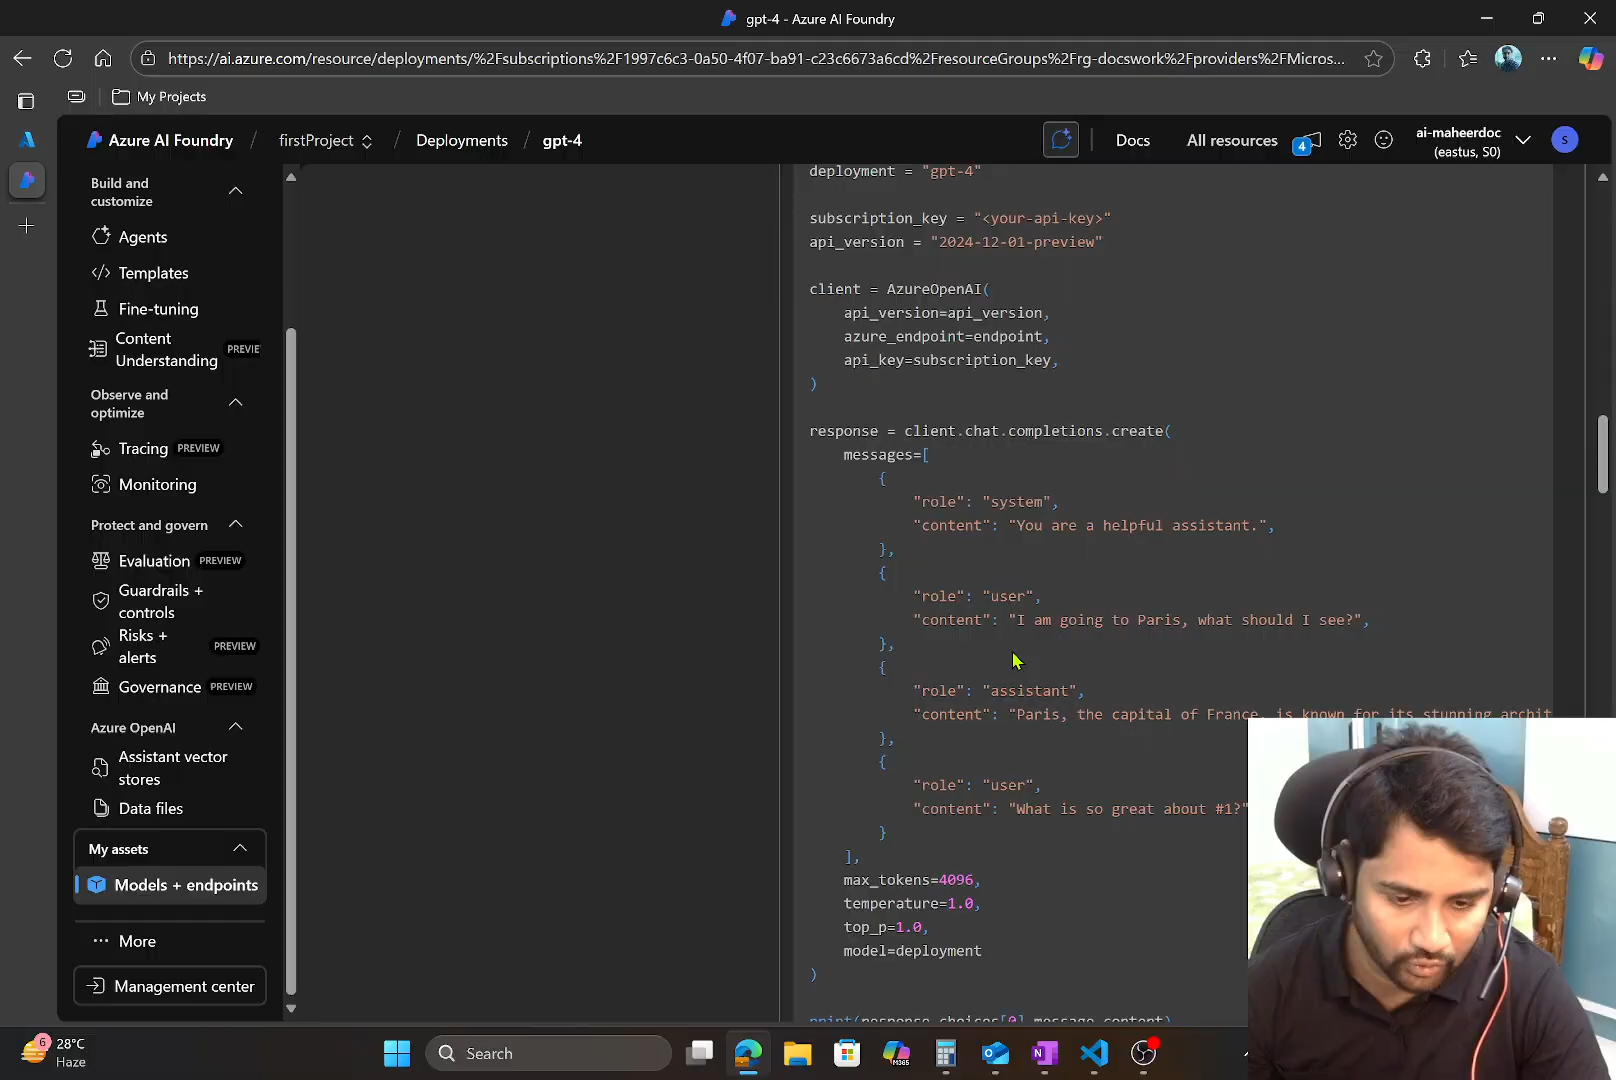 gpt-4 - Azure AI Foundry
https://ai.azure.com/resource/deployments/%2Fsubscriptions%2F1997c6c3-0a50-4f07-ba91-c23c6673a6cd%2FresourceGroups%2Frg-docswork%2Fproviders%2FMicros...
My Projects
Azure AI Foundry / firstProject / Deployments / gpt-4
Docs
All resources
4
ai-maheerdoc
(eastus, S0)
S
Build and
customize
Agents
Templates
Fine-tuning
Content
Understanding
PREVIE
Observe and
optimize
Tracing PREVIEW
Monitoring
Protect and govern
Evaluation PREVIEW
Guardrails +
controls
Risks +
alerts
PREVIEW
Governance PREVIEW
Azure OpenAI
Assistant vector
stores
Data files
My assets
Models + endpoints
More
Management center
deployment = "gpt-4"
subscription_key = "<your-api-key>"
api_version = "2024-12-01-preview"
client = AzureOpenAI(
api_version=api_version,
azure_endpoint=endpoint,
api_key=subscription_key,
)
response = client.chat.completions.create(
messages=[
{
"role": "system",
"content": "You are a helpful assistant.",
},
{
"role": "user",
"content": "I am going to Paris, what should I see?",
},
{
"role": "assistant",
"content": "Paris, the capital of France, is known for its stunning archit
},
{
"role": "user",
"content": "What is so great about #1?"
}
],
max_tokens=4096,
temperature=1.0,
top_p=1.0,
model=deployment
)
print(response.choices[0].message.content)
6
28°C
Haze
Search
M365